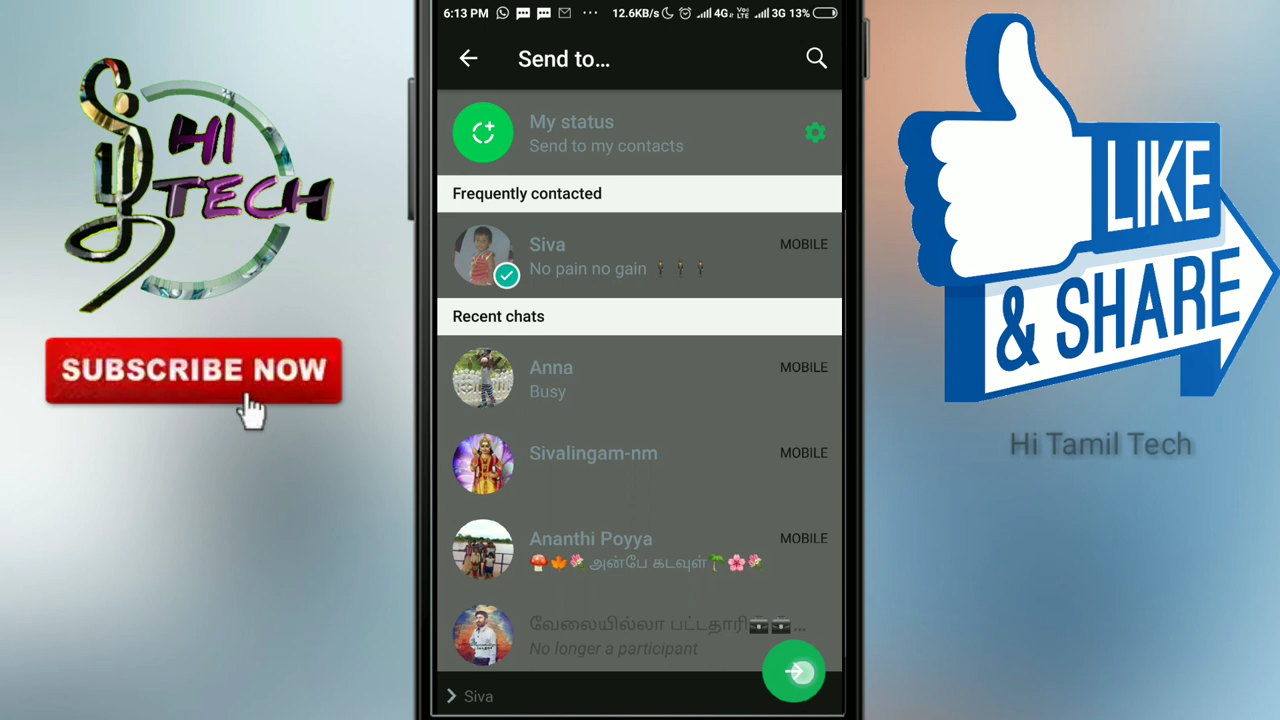 தமிழ்
HI
TECH
SUBSCRIBE NOW
6:13 PM ... 12.6KB/s 4G VoLTE 3G 13%
Send to...
My status
Send to my contacts
Frequently contacted
Siva MOBILE
No pain no gain
Recent chats
Anna MOBILE
Busy
Sivalingam-nm MOBILE
Ananthi Poyya MOBILE
🍄🍁🌺அன்பே கடவுள்🌴🌸🌺
வேலையில்லா பட்டதாரி💼💼...
No longer a participant
Siva
LIKE
& SHARE
Hi Tamil Tech